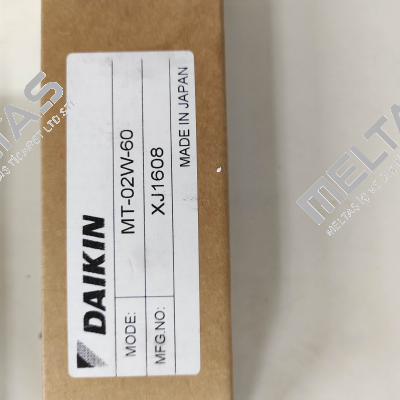 DAIKIN
MODE: MT-02W-60
MFG.NO: XJ1608
MADE IN JAPAN
MELTAS